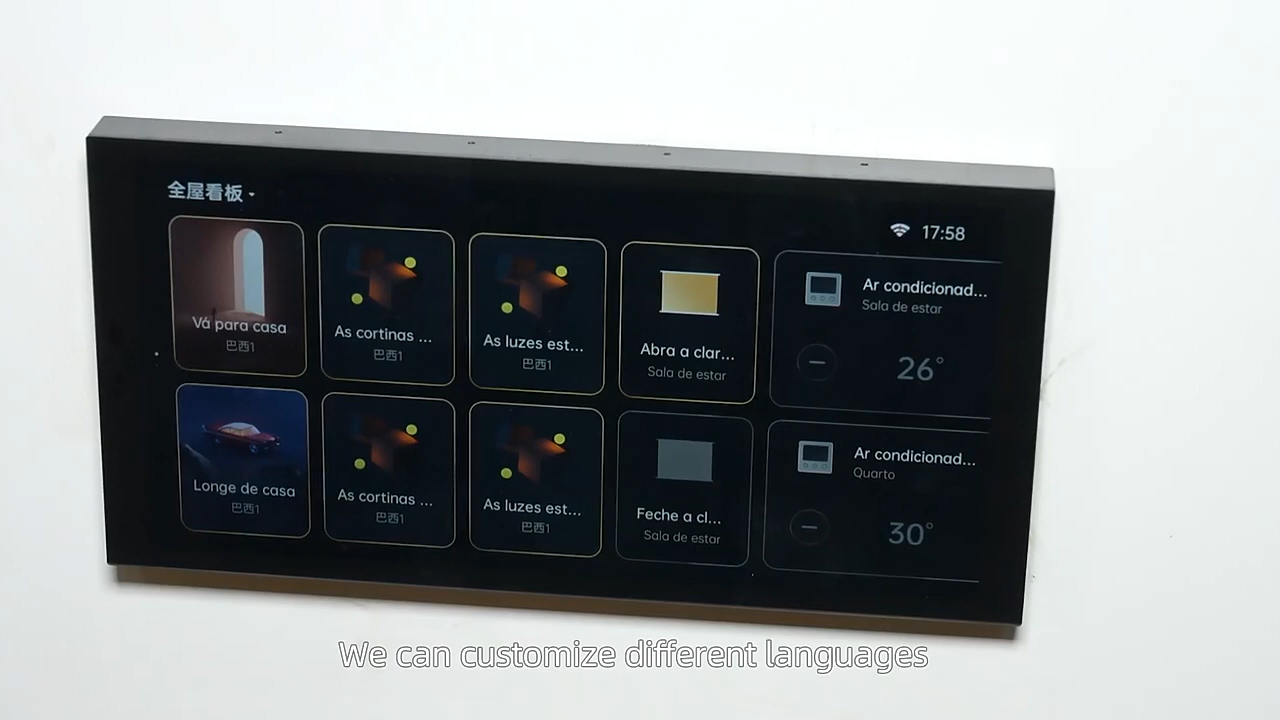 全屋看板
17:58
Vá para casa
巴西1
As cortinas ...
巴西1
As luzes est...
巴西1
Abra a clar...
Sala de estar
Ar condicionad...
Sala de estar
26°
Longe de casa
巴西1
As cortinas ...
巴西1
As luzes est...
巴西1
Feche a cl...
Sala de estar
Ar condicionad...
Quarto
30°
We can customize different languages